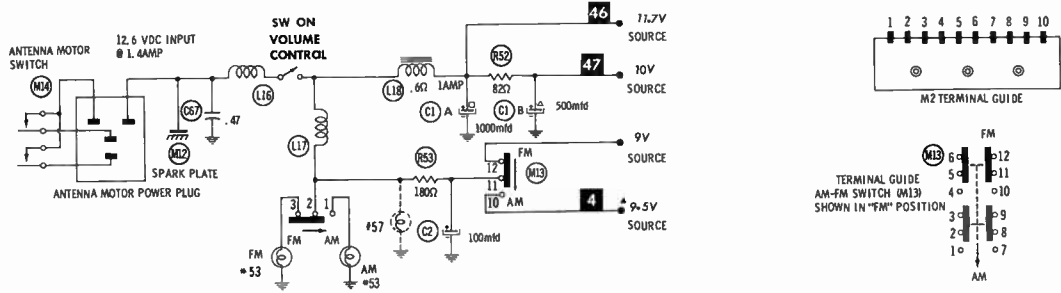 ANTENNA MOTOR
SWITCH
M14
12.6 VDC INPUT
@ 1.4AMP
C67
.47
M12
SPARK PLATE
ANTENNA MOTOR POWER PLUG
L16
SW ON
VOLUME
CONTROL
L17
L18
.6Ω
1AMP
R52
82Ω
C1 A
1000mfd
C1 B
500mfd
46
11.7V
SOURCE
47
10V
SOURCE
R53
180Ω
C2
100mfd
#57
3 2 1
FM AM
FM
#53
AM
#53
FM
12
11
10
AM
M13
9V
SOURCE
4
9.5V
SOURCE
1 2 3 4 5 6 7 8 9 10
M2 TERMINAL GUIDE
TERMINAL GUIDE
AM-FM SWITCH (M13)
SHOWN IN "FM" POSITION
M13
FM
6 12
5 11
4 10
3 9
2 8
1 7
AM